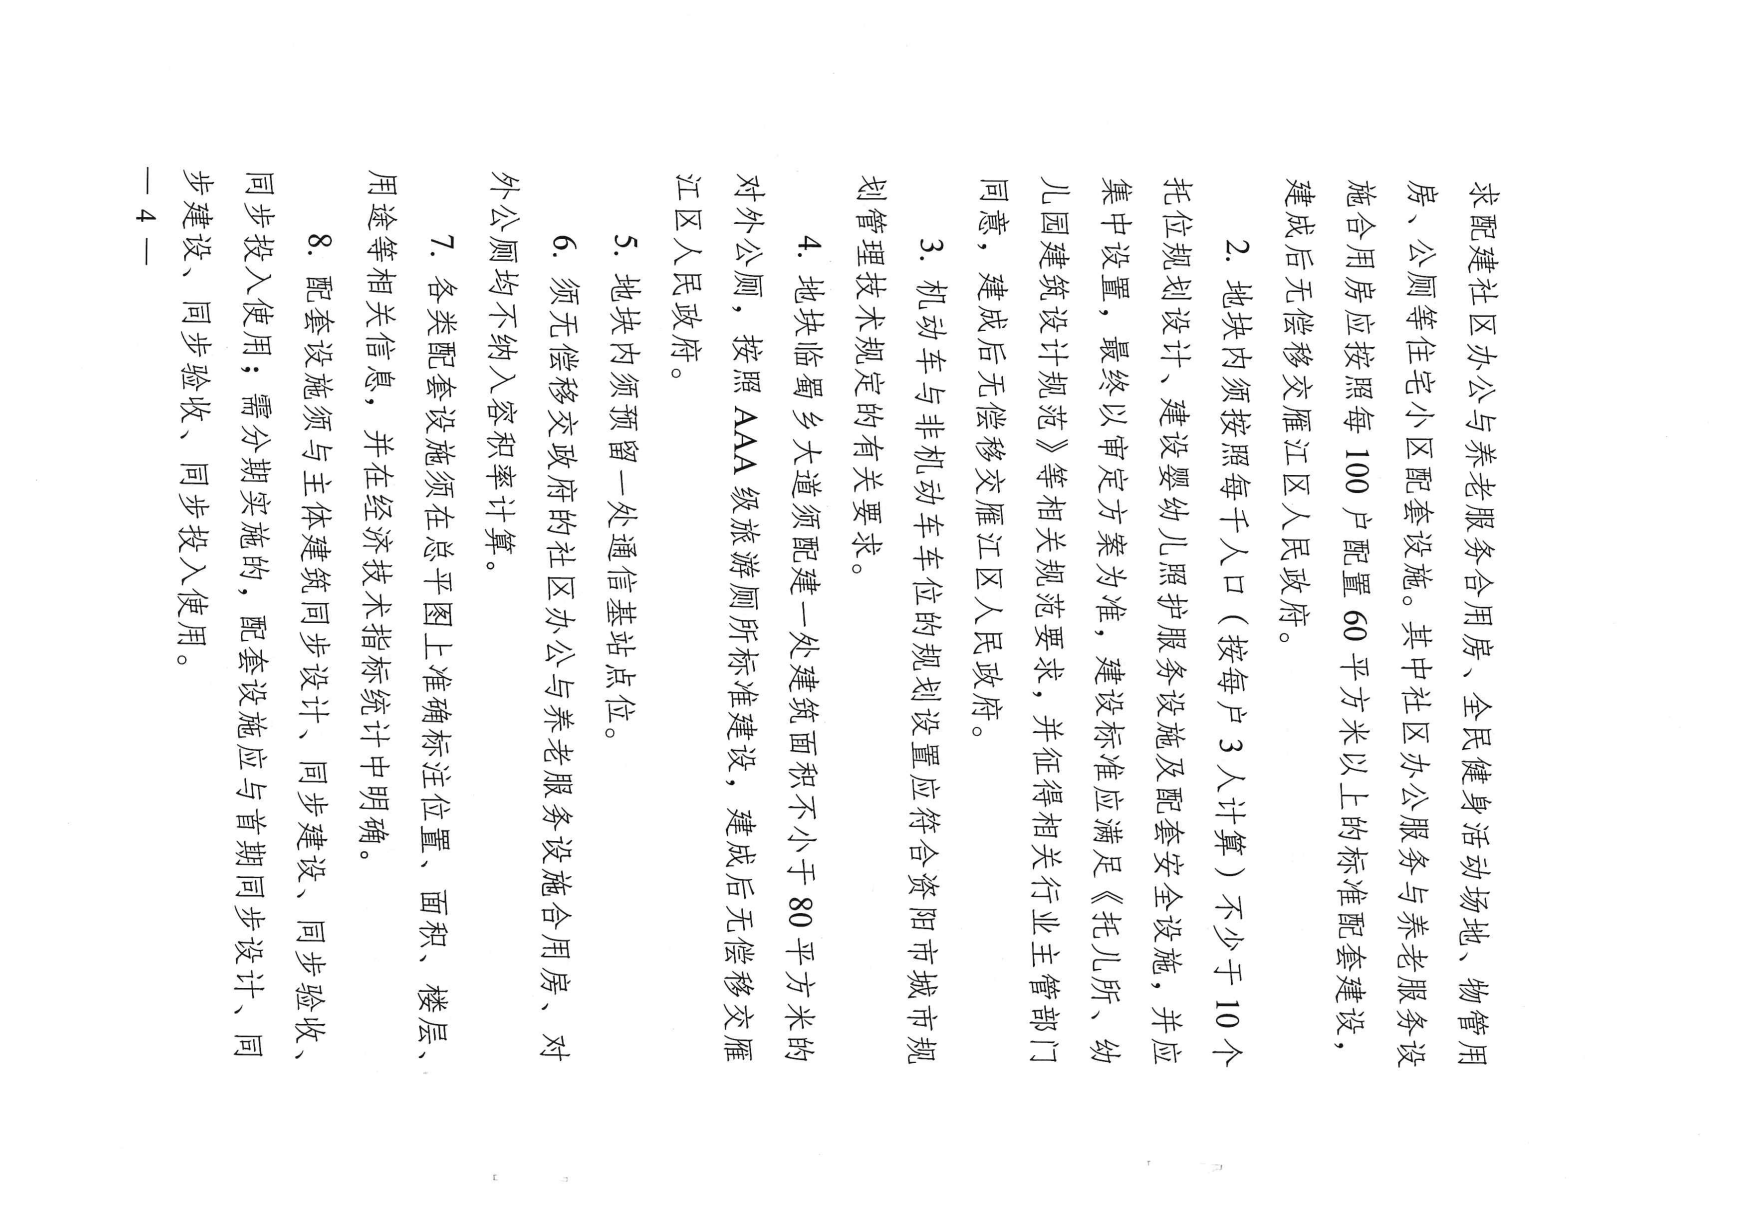 求配建社区办公与养老服务合用房、全民健身活动场地、物管用
房、公厕等住宅小区配套设施。其中社区办公服务与养老服务设
施合用房应按照每 100 户配置 60 平方米以上的标准配套建设，
建成后无偿移交雁江区人民政府。
2. 地块内须按照每千人口（按每户 3 人计算）不少于 10 个
托位规划设计、建设婴幼儿照护服务设施及配套安全设施，并应
集中设置，最终以审定方案为准，建设标准应满足《托儿所、幼
儿园建筑设计规范》等相关规范要求，并征得相关行业主管部门
同意，建成后无偿移交雁江区人民政府。
3. 机动车与非机动车车位的规划设置应符合资阳市城市规
划管理技术规定的有关要求。
4. 地块临蜀乡大道须配建一处建筑面积不小于 80 平方米的
对外公厕，按照 AAA 级旅游厕所标准建设，建成后无偿移交雁
江区人民政府。
5. 地块内须预留一处通信基站点位。
6. 须无偿移交政府的社区办公与养老服务设施合用房、对
外公厕均不纳入容积率计算。
7. 各类配套设施须在总平图上准确标注位置、面积、楼层、
用途等相关信息，并在经济技术指标统计中明确。
8. 配套设施须与主体建筑同步设计、同步建设、同步验收、
同步投入使用；需分期实施的，配套设施应与首期同步设计、同
步建设、同步验收、同步投入使用。
— 4 —